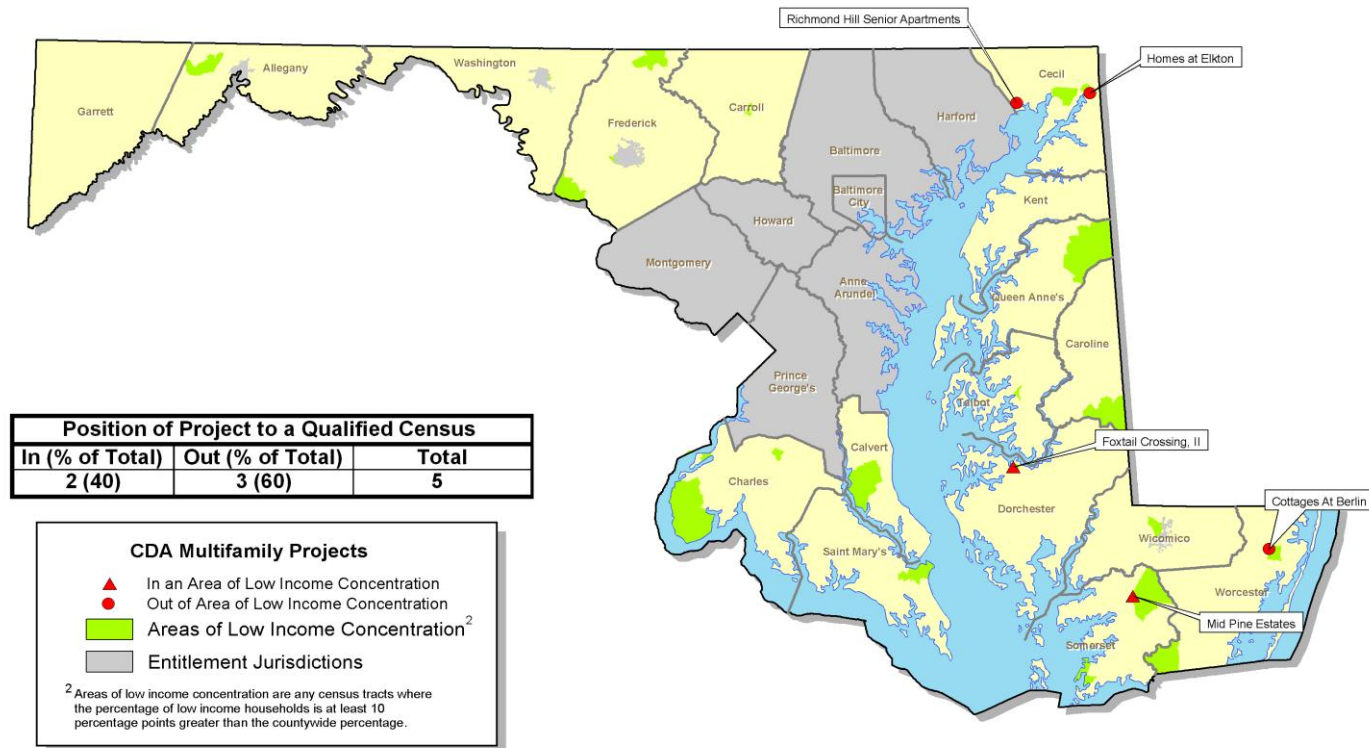 Richmond Hill Senior Apartments
Homes at Elkton
Garrett
Allegany
Washington
Frederick
Carroll
Baltimore
Baltimore
City
Harford
Cecil
Kent
Howard
Montgomery
Anne
Arundel
Queen Anne's
Caroline
Prince
George's
Talbot
Foxtail Crossing, II
Calvert
Charles
Saint Mary's
Dorchester
Cottages At Berlin
Wicomico
Worcester
Mid Pine Estates
Somerset
Position of Project to a Qualified Census
In (% of Total) Out (% of Total) Total
2 (40) 3 (60) 5
CDA Multifamily Projects
In an Area of Low Income Concentration
Out of Area of Low Income Concentration
Areas of Low Income Concentration2
Entitlement Jurisdictions
2 Areas of low income concentration are any census tracts where
the percentage of low income households is at least 10
percentage points greater than the countywide percentage.